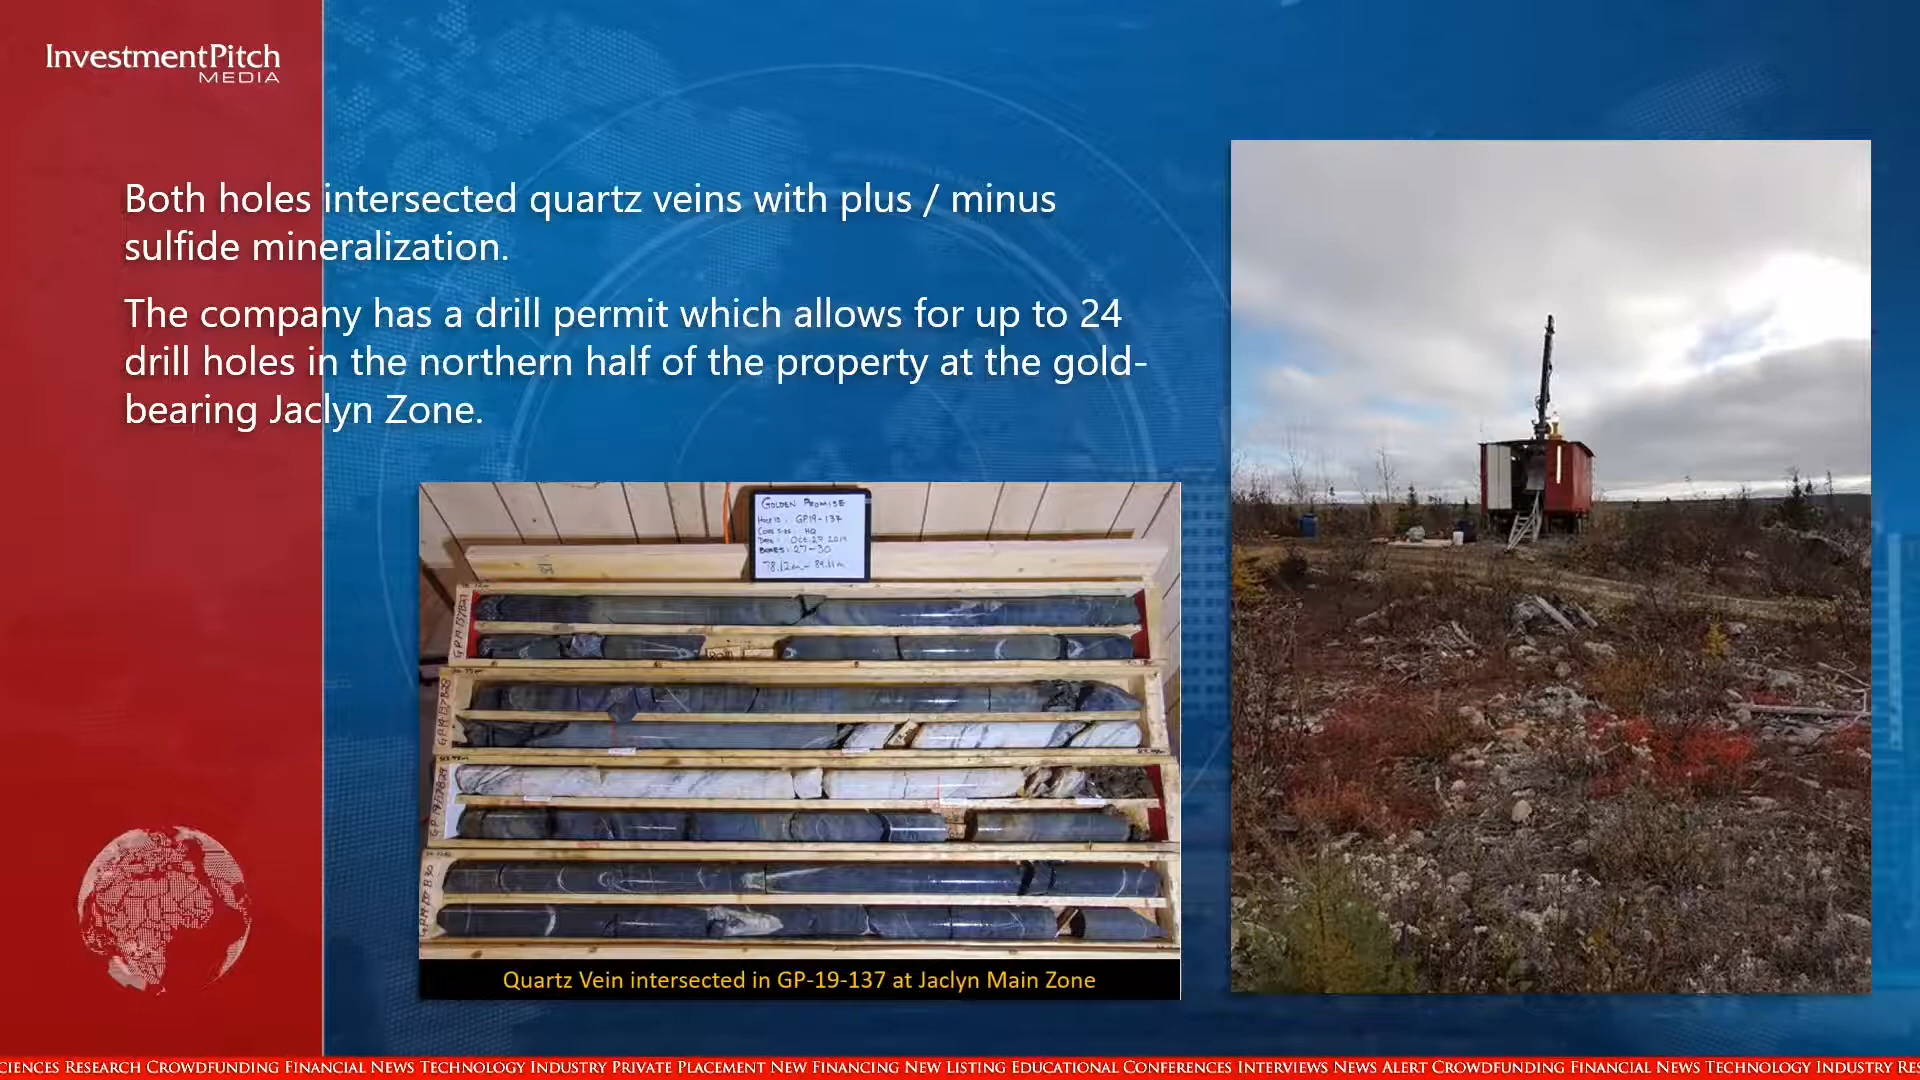 InvestmentPitch
MEDIA
Both holes intersected quartz veins with plus / minus
sulfide mineralization.
The company has a drill permit which allows for up to 24
drill holes in the northern half of the property at the gold-
bearing Jaclyn Zone.
GOLDEN PROMISE
HOLE ID: GP19-137
CORE SIZE: HQ
DATE: OCT. 29 2019
BOXES: 27-30
78.12m - 89.11m
Quartz Vein intersected in GP-19-137 at Jaclyn Main Zone
CIENCES RESEARCH CROWDFUNDING FINANCIAL NEWS TECHNOLOGY INDUSTRY PRIVATE PLACEMENT NEW FINANCING NEW LISTING EDUCATIONAL CONFERENCES INTERVIEWS NEWS ALERT CROWDFUNDING FINANCIAL NEWS TECHNOLOGY INDUSTRY RES